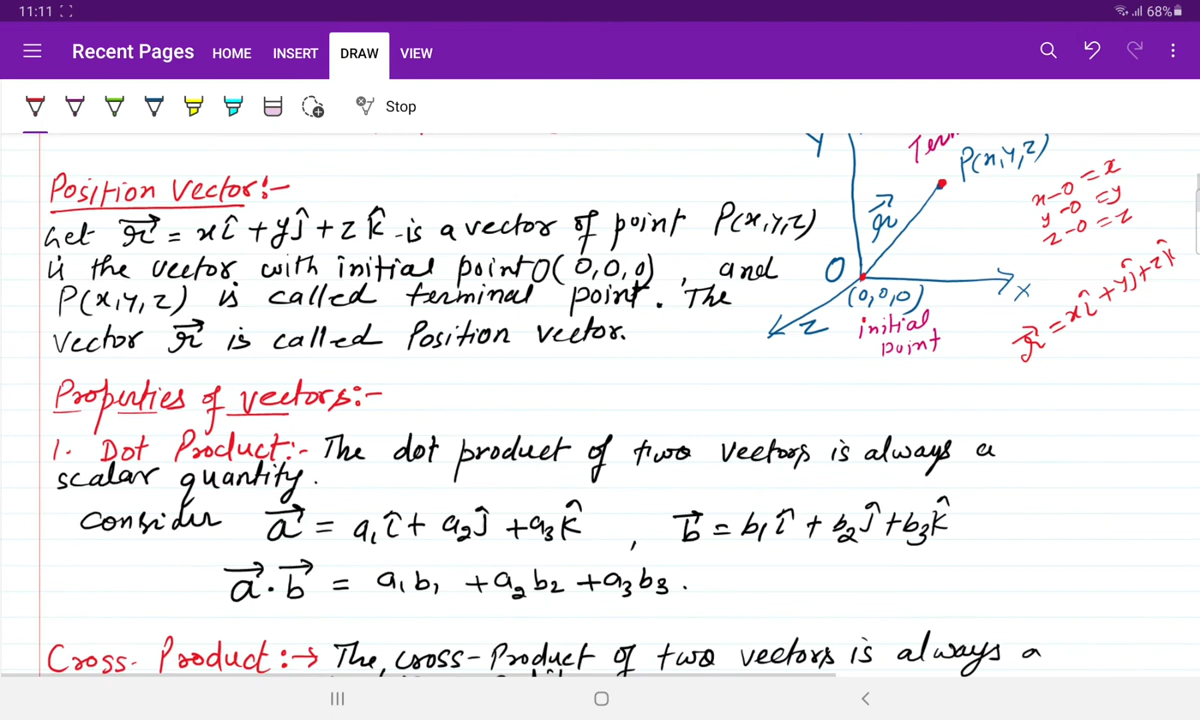 11:11
68%
Recent Pages HOME INSERT DRAW VIEW
Stop
Y
P(x,y,z)
x-0=x
y-0=y
z-0=z
Position Vector:-
Let r⃗ = xî + yĵ + zk̂ is a vector of point P(x,y,z)
is the vector with initial point O(0,0,0), and
P(x,y,z) is called terminal point. The
vector r⃗ is called Position vector.
r⃗
O
(0,0,0)
X
Z
initial
point
r⃗ = xî + yĵ + zk̂
Properties of vectors:-
1. Dot Product:- The dot product of two vectors is always a
scalar quantity.
consider a⃗ = a₁î + a₂ĵ + a₃k̂ , b⃗ = b₁î + b₂ĵ + b₃k̂
a⃗.b⃗ = a₁b₁ + a₂b₂ + a₃b₃.
Cross-Product:→ The cross-Product of two vectors is always a